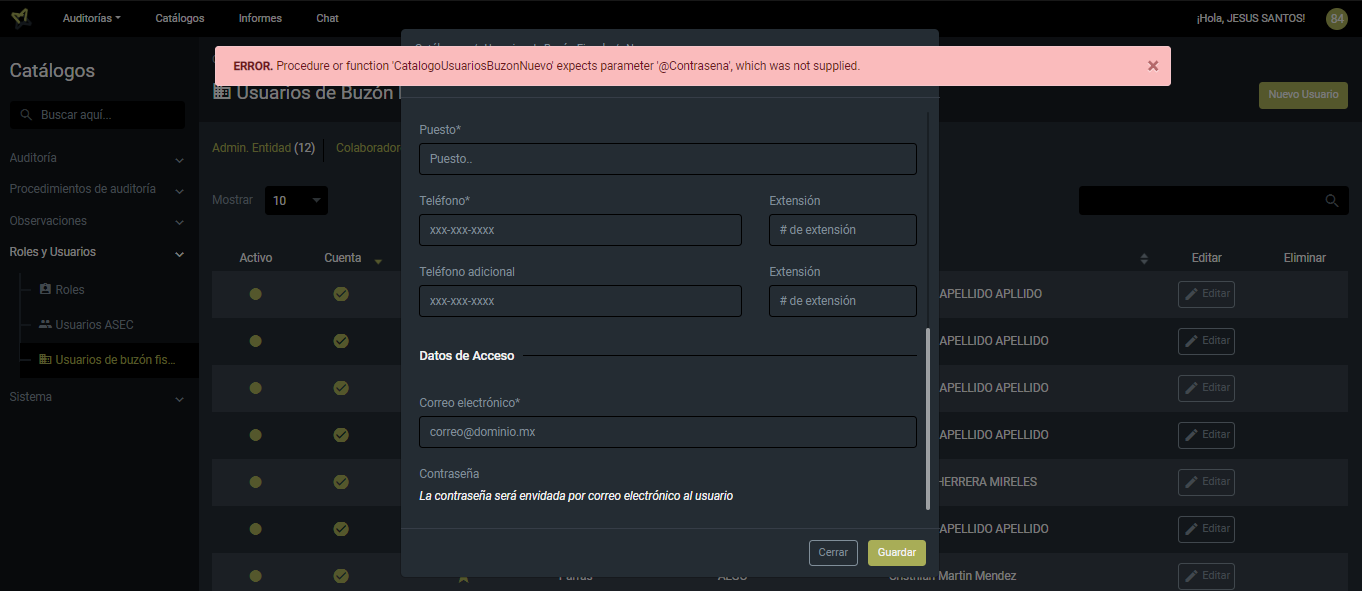 Auditorías Catálogos Informes Chat ¡Hola, JESUS SANTOS! 84
ERROR. Procedure or function 'CatalogoUsuariosBuzonNuevo' expects parameter '@Contrasena', which was not supplied. ×
Catálogos
Usuarios de Buzón
Nuevo Usuario
Buscar aquí...
Auditoría
Procedimientos de auditoría
Observaciones
Roles y Usuarios
Roles
Usuarios ASEC
Usuarios de buzón fis...
Sistema
Admin. Entidad (12) Colaborador
Mostrar 10
Activo Cuenta Editar Eliminar
APELLIDO APLLIDO Editar
APELLIDO APELLIDO Editar
APELLIDO APELLIDO Editar
APELLIDO APELLIDO Editar
HERRERA MIRELES Editar
APELLIDO APELLIDO Editar
Parras Martin Mendez Editar
Puesto*
Puesto..
Teléfono* Extensión
xxx-xxx-xxxx # de extensión
Teléfono adicional Extensión
xxx-xxx-xxxx # de extensión
Datos de Acceso
Correo electrónico*
correo@dominio.mx
Contraseña
La contraseña será envidada por correo electrónico al usuario
Cerrar Guardar